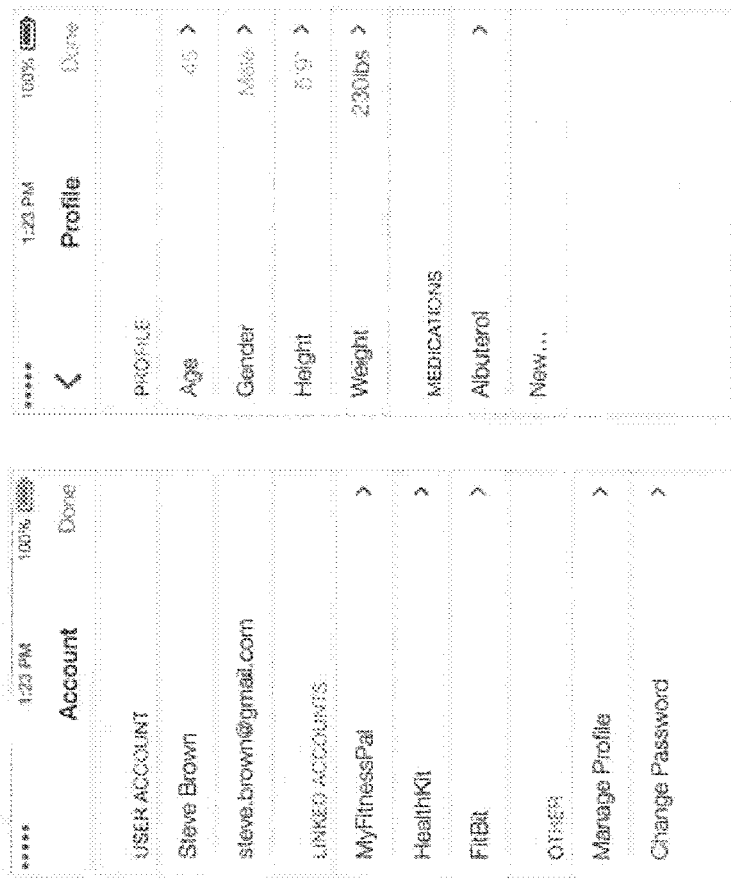 1:23 PM 100%
Account Done
USER ACCOUNT
Steve Brown
steve.brown@gmail.com
LINKED ACCOUNTS
MyFitnessPal >
HealthKit >
FitBit >
OTHER
Manage Profile >
Change Password >
1:23 PM 100%
< Profile Done
PROFILE
Age 45 >
Gender Male >
Height >
Weight 230lbs >
MEDICATIONS
Albuterol >
New...